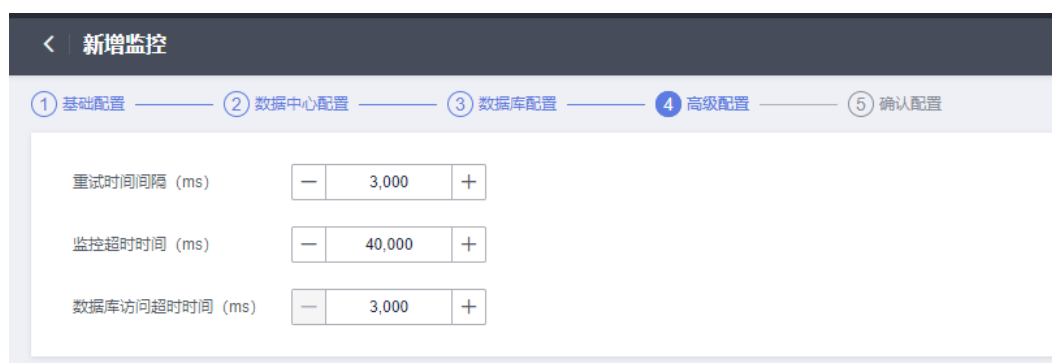 新增监控
1 基础配置 2 数据中心配置 3 数据库配置 4 高级配置 5 确认配置
重试时间间隔 (ms) 3,000
监控超时时间 (ms) 40,000
数据库访问超时时间 (ms) 3,000